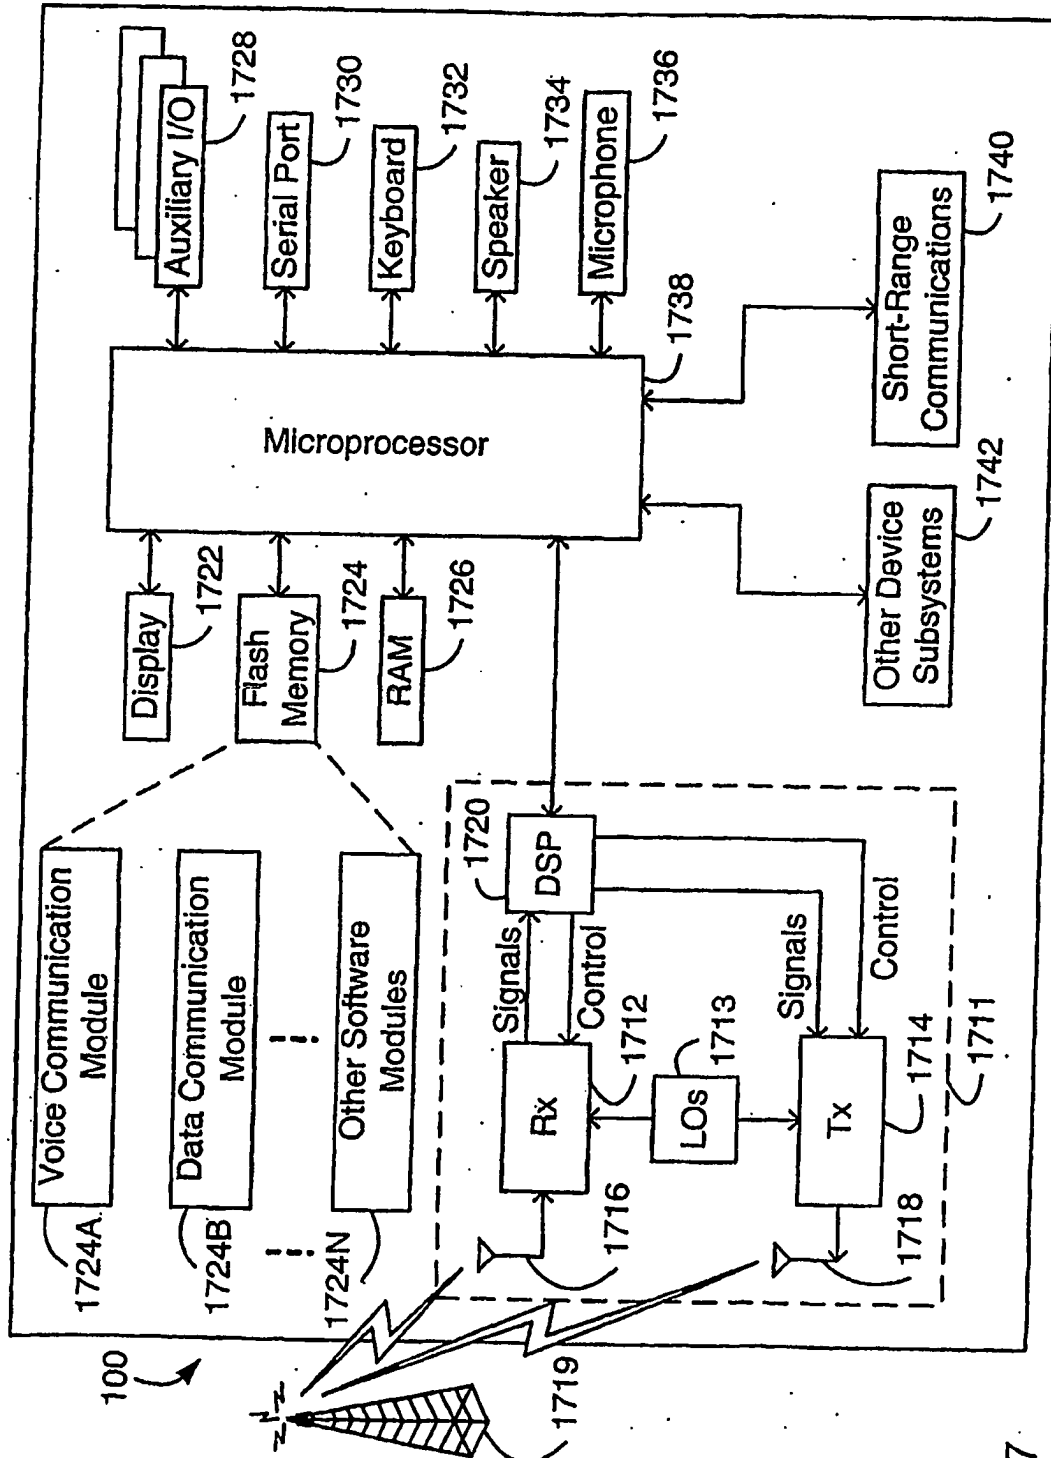 100
1719
Voice Communication
Module
1724A
Data Communication
Module
1724B
Other Software
Modules
1724N
Display
1722
Flash
Memory
1724
RAM
1726
Microprocessor
1738
Auxiliary I/O
1728
Serial Port
1730
Keyboard
1732
Speaker
1734
Microphone
1736
Short-Range
Communications
1740
Other Device
Subsystems
1742
DSP
1720
Signals
Control
Rx
1712
LOs
1713
Signals
Control
Tx
1714
1716
1718
1711
7